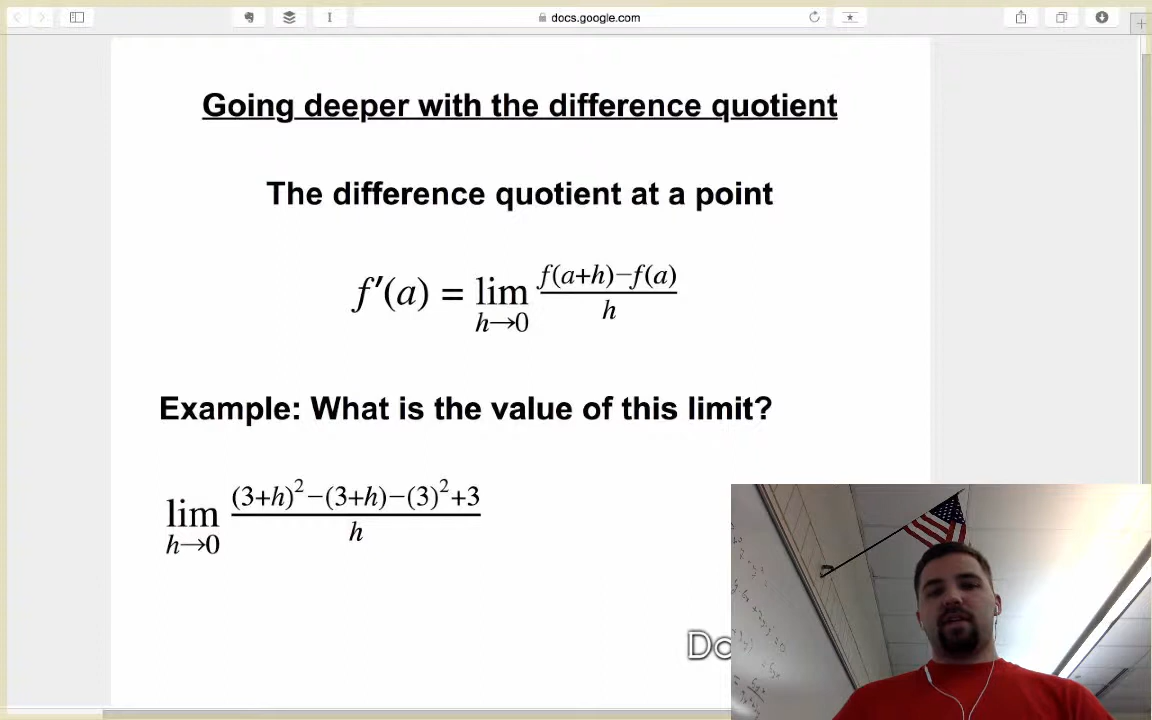 docs.google.com
Going deeper with the difference quotient
The difference quotient at a point
f′(a) = lim h→0 f(a+h)−f(a) / h
Example: What is the value of this limit?
lim h→0 (3+h)²−(3+h)−(3)²+3 / h
Do